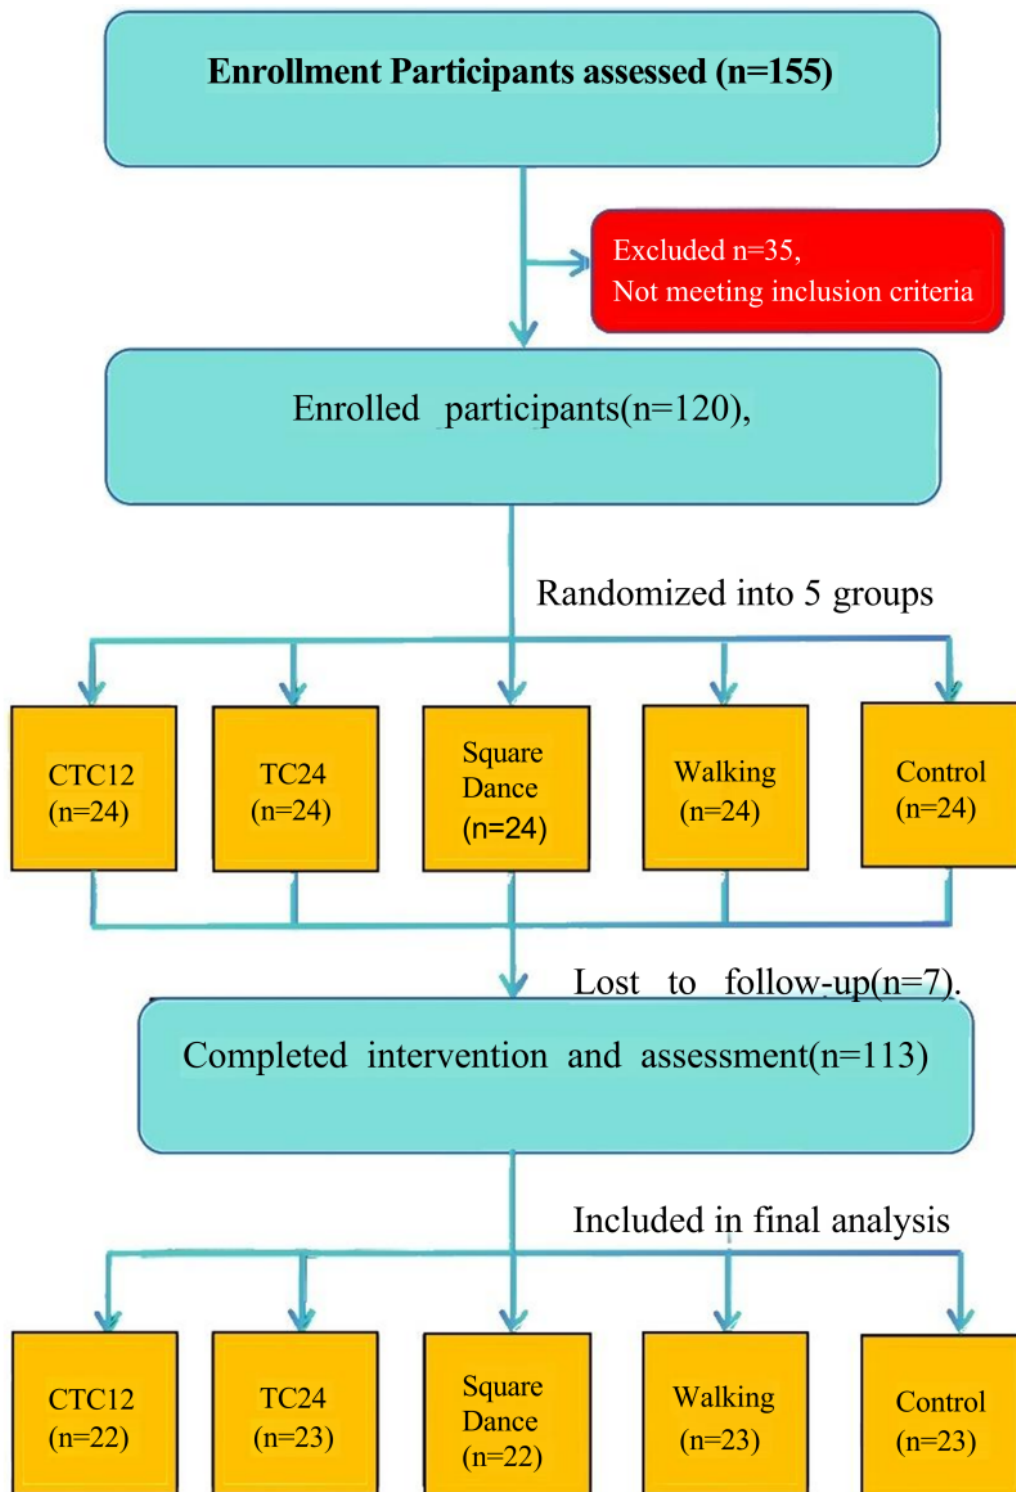 Enrollment Participants assessed (n=155)
Excluded n=35,
Not meeting inclusion criteria
Enrolled participants(n=120),
Randomized into 5 groups
CTC12
(n=24)
TC24
(n=24)
Square
Dance
(n=24)
Walking
(n=24)
Control
(n=24)
Lost to follow-up(n=7).
Completed intervention and assessment(n=113)
Included in final analysis
CTC12
(n=22)
TC24
(n=23)
Square
Dance
(n=22)
Walking
(n=23)
Control
(n=23)